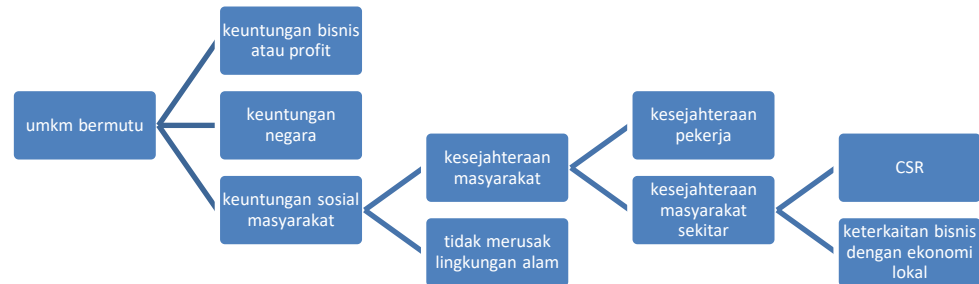 umkm bermutu
keuntungan bisnis
atau profit
keuntungan
negara
keuntungan sosial
masyarakat
kesejahteraan
masyarakat
tidak merusak
lingkungan alam
kesejahteraan
pekerja
kesejahteraan
masyarakat
sekitar
CSR
keterkaitan bisnis
dengan ekonomi
lokal